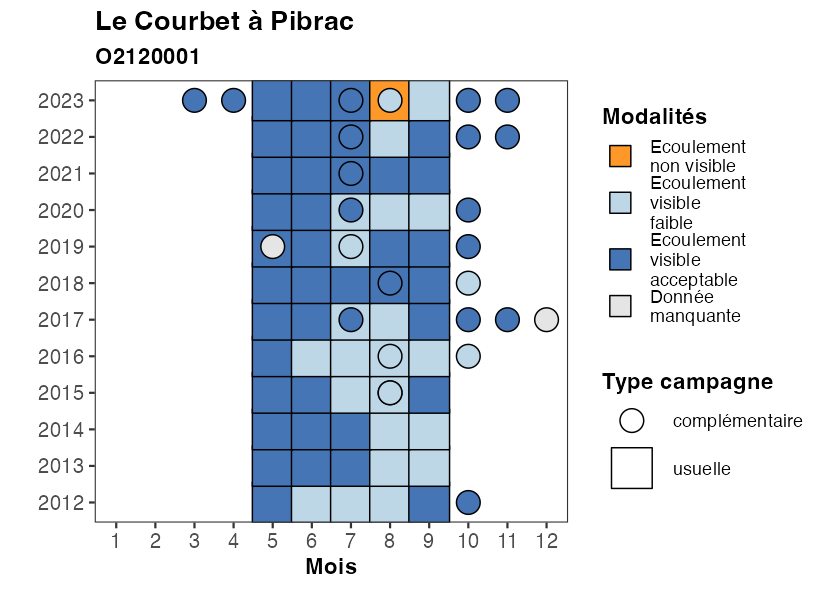 Le Courbet à Pibrac
O2120001
2023
2022
2021
2020
2019
2018
2017
2016
2015
2014
2013
2012
1 2 3 4 5 6 7 8 9 10 11 12
Mois
Modalités
Ecoulement
non visible
Ecoulement
visible
faible
Ecoulement
visible
acceptable
Donnée
manquante
Type campagne
complémentaire
usuelle